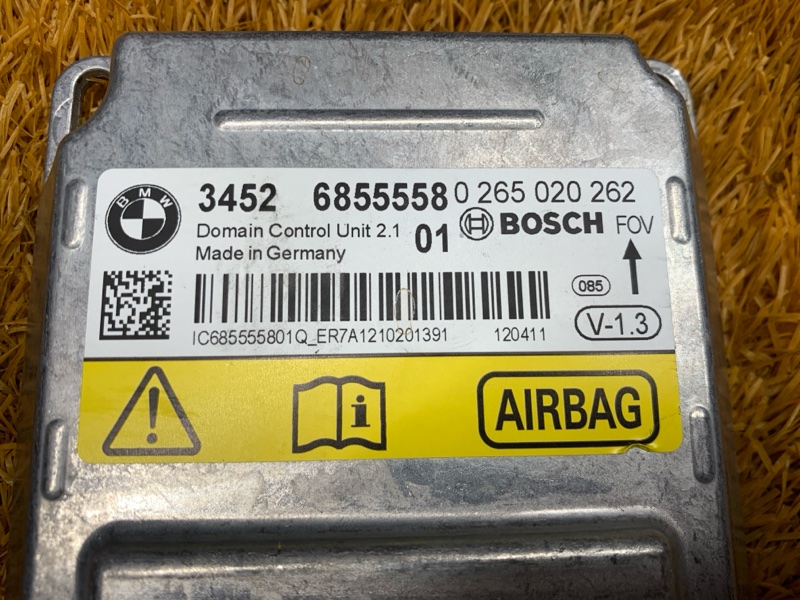 BMW
3452 6855558 0 265 020 262
Domain Control Unit 2.1 01 BOSCH FOV
Made in Germany
085
V-1.3
IC685555801Q_ER7A1210201391 120411
i
AIRBAG